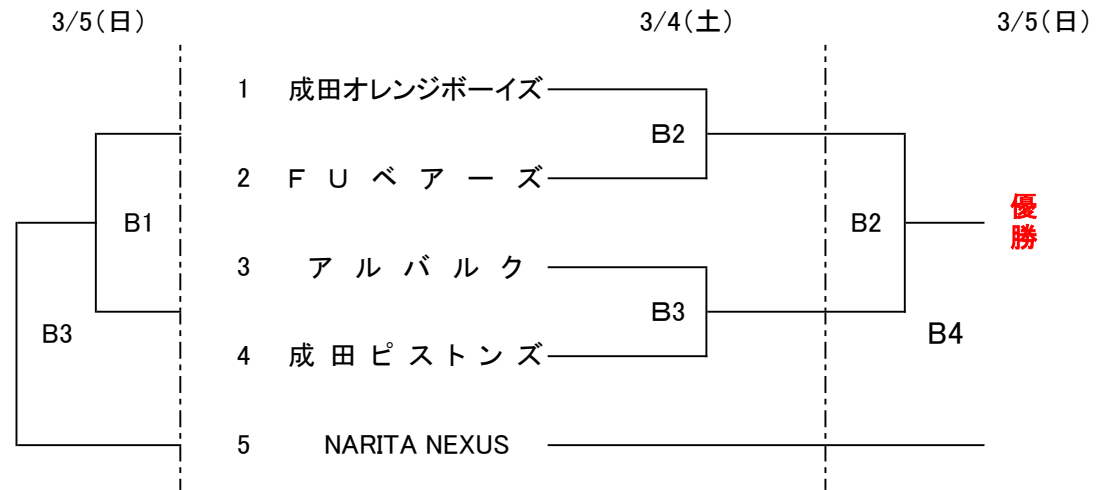 3/5(日) 3/4(土) 3/5(日)
1 成田オレンジボーイズ
B2
2 ＦＵベアーズ
B1 B2 優勝
3 アルバルク
B3
B3 B4
4 成田ピストンズ
5 NARITA NEXUS